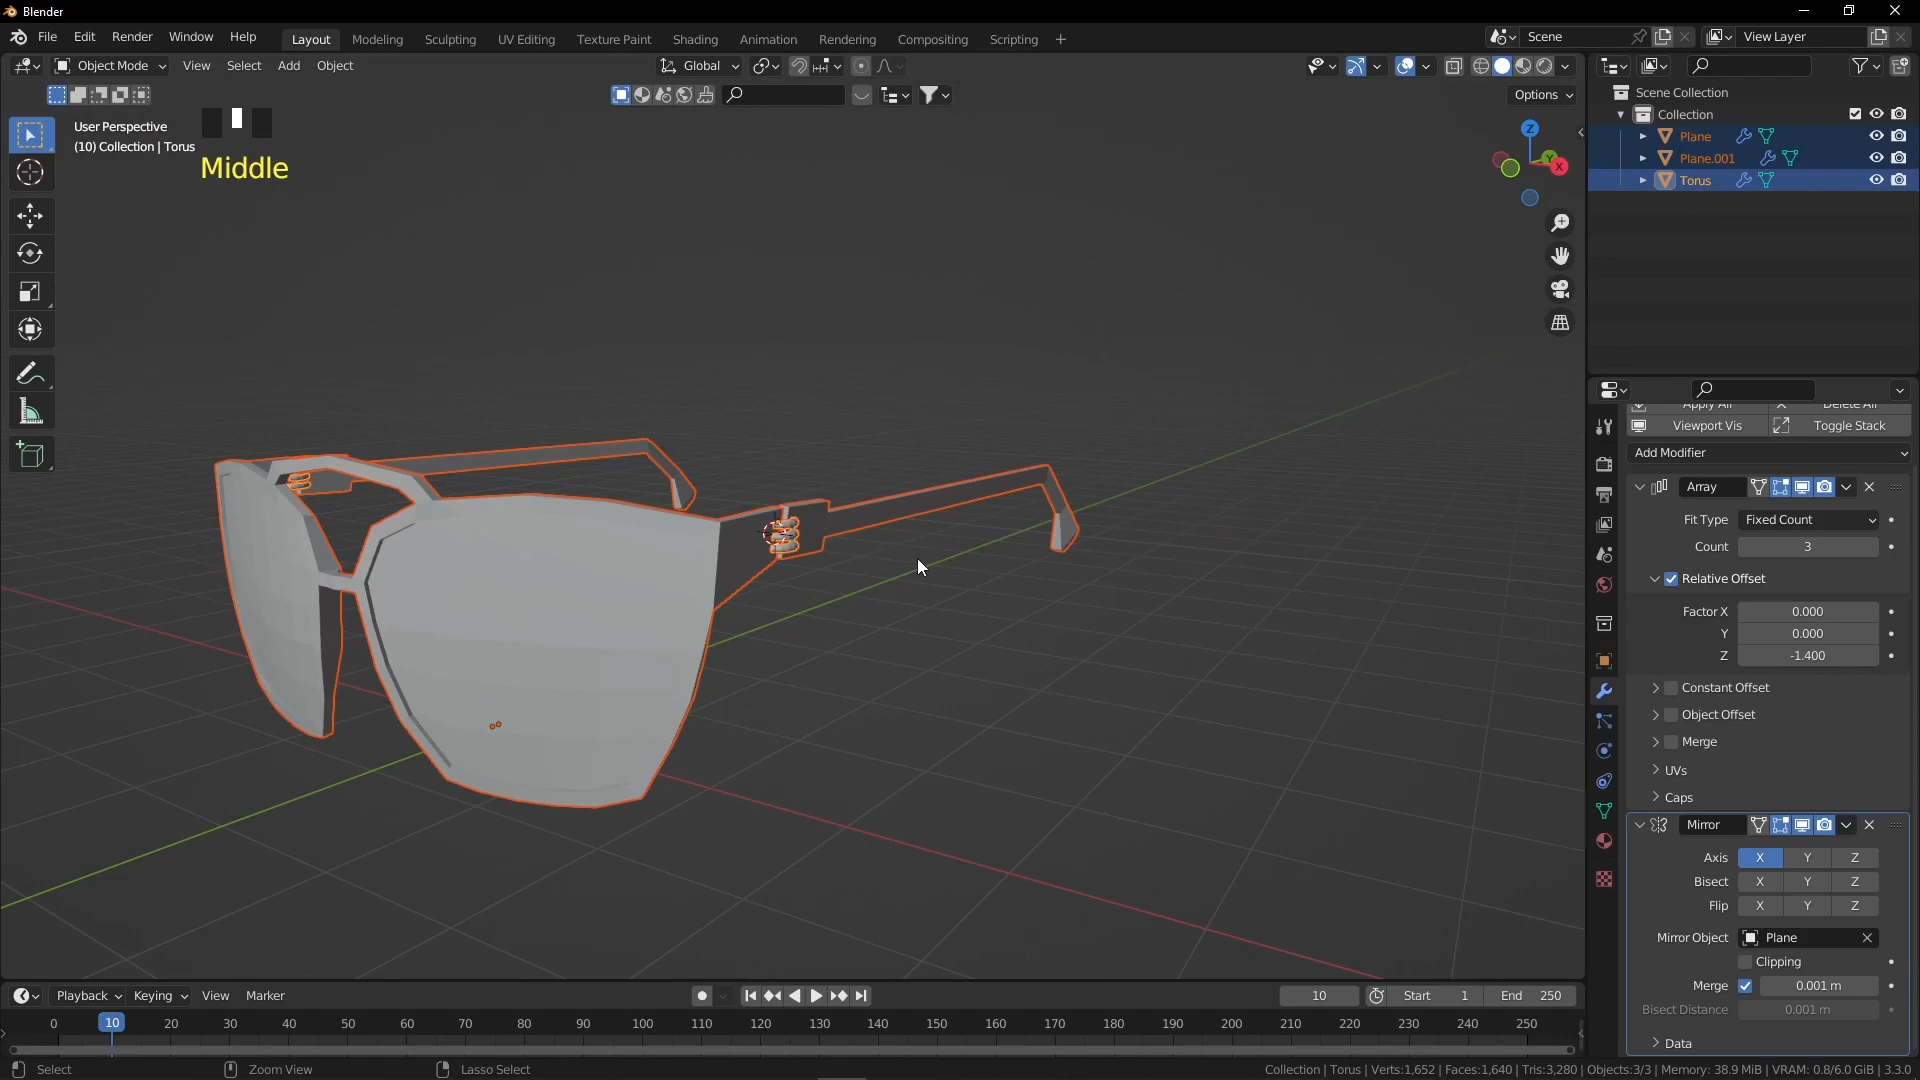 Blender
File Edit Render Window Help
Layout Modeling Sculpting UV Editing Texture Paint Shading Animation Rendering Compositing Scripting +
Scene
View Layer
Object Mode View Select Add Object
Global
Options
User Perspective
(10) Collection | Torus
Middle
Z
Y
X
Scene Collection
Collection
Plane
Plane.001
Torus
Apply All Delete All
Viewport Vis Toggle Stack
Add Modifier
Array
Fit Type Fixed Count
Count 3
Relative Offset
Factor X 0.000
Y 0.000
Z -1.400
Constant Offset
Object Offset
Merge
UVs
Caps
Mirror
Axis X Y Z
Bisect X Y Z
Flip X Y Z
Mirror Object Plane
Clipping
Merge 0.001 m
Bisect Distance 0.001 m
Data
Playback Keying View Marker
10 Start 1 End 250
0 10 20 30 40 50 60 70 80 90 100 110 120 130 140 150 160 170 180 190 200 210 220 230 240 250
Select Zoom View Lasso Select
Collection | Torus | Verts:1,652 | Faces:1,640 | Tris:3,280 | Objects:3/3 | Memory: 38.9 MiB | VRAM: 0.8/6.0 GiB | 3.3.0